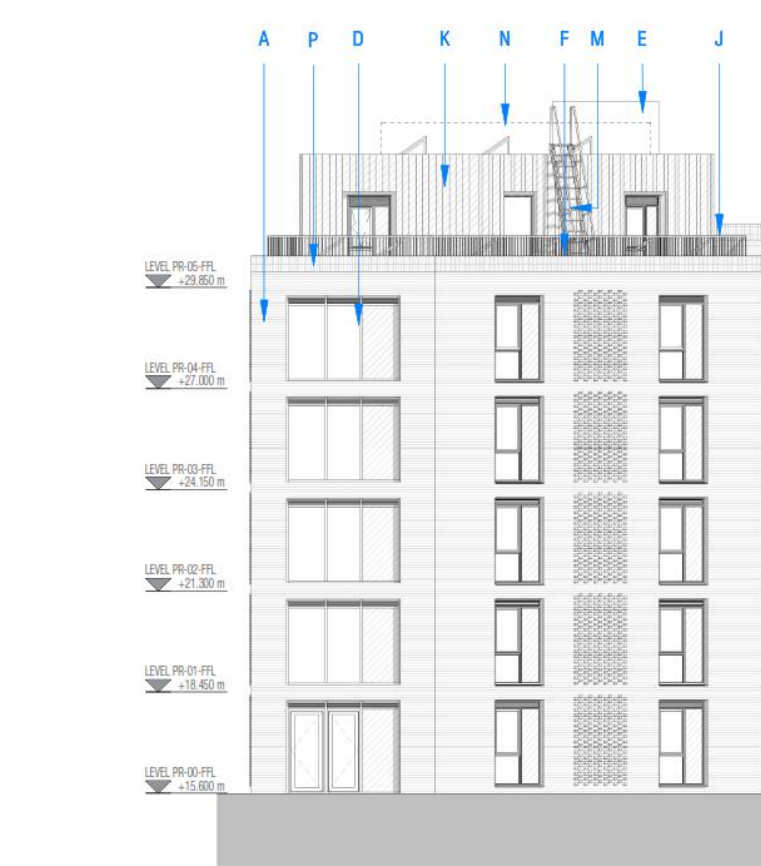 A P D K N F M E J
LEVEL PR-05-FFL
+29.850 m
LEVEL PR-04-FFL
+27.000 m
LEVEL PR-03-FFL
+24.150 m
LEVEL PR-02-FFL
+21.300 m
LEVEL PR-01-FFL
+18.450 m
LEVEL PR-00-FFL
+15.600 m